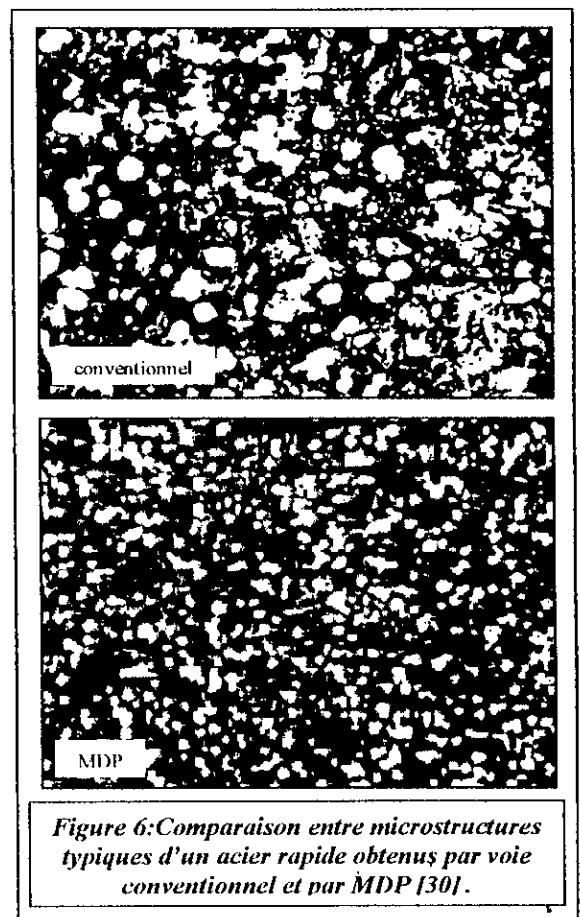 conventionnel
MDP
Figure 6:Comparaison entre microstructures
typiques d'un acier rapide obtenus par voie
conventionnel et par MDP [30].